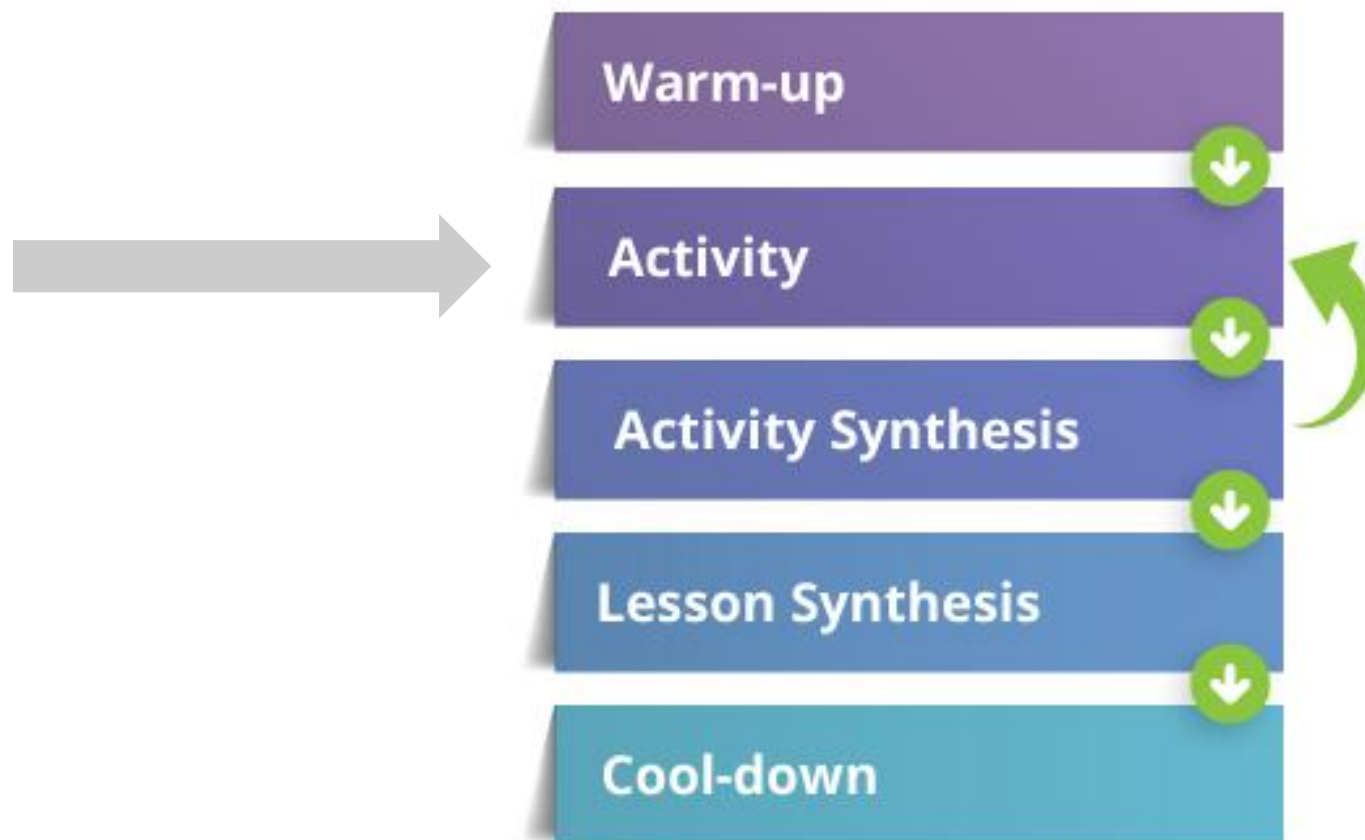 Warm-up
Activity
Activity Synthesis
Lesson Synthesis
Cool-down